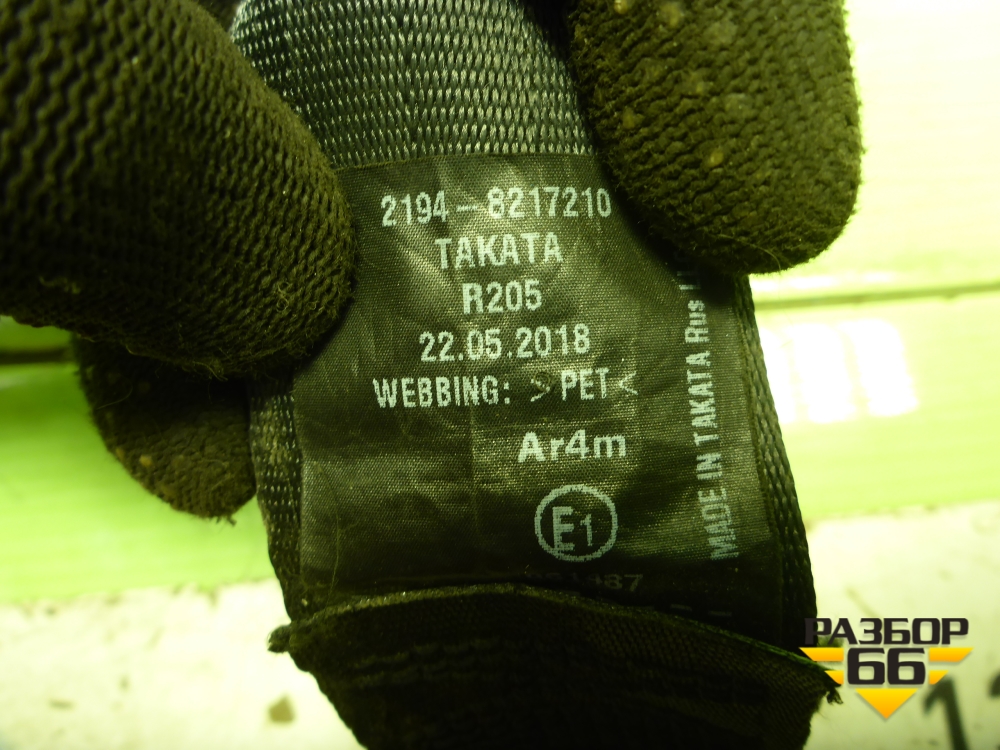 2194-8217210
TAKATA
R205
22.05.2018
WEBBING: >PET<
Ar4m
E1
MADE IN TAKATA Rus
РАЗБОР
66